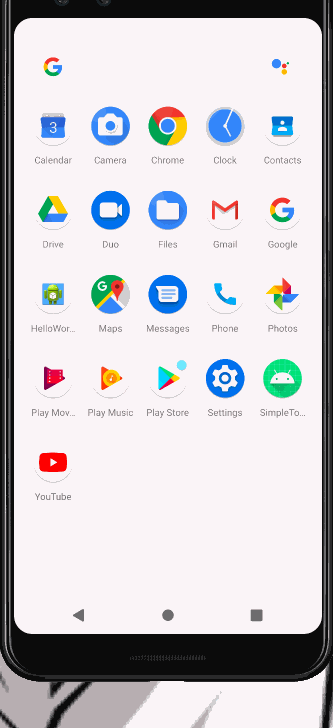 G
3
Calendar Camera Chrome Clock Contacts
Drive Duo Files Gmail Google
G
HelloWor... Maps Messages Phone Photos
Play Mov... Play Music Play Store Settings SimpleTo...
YouTube